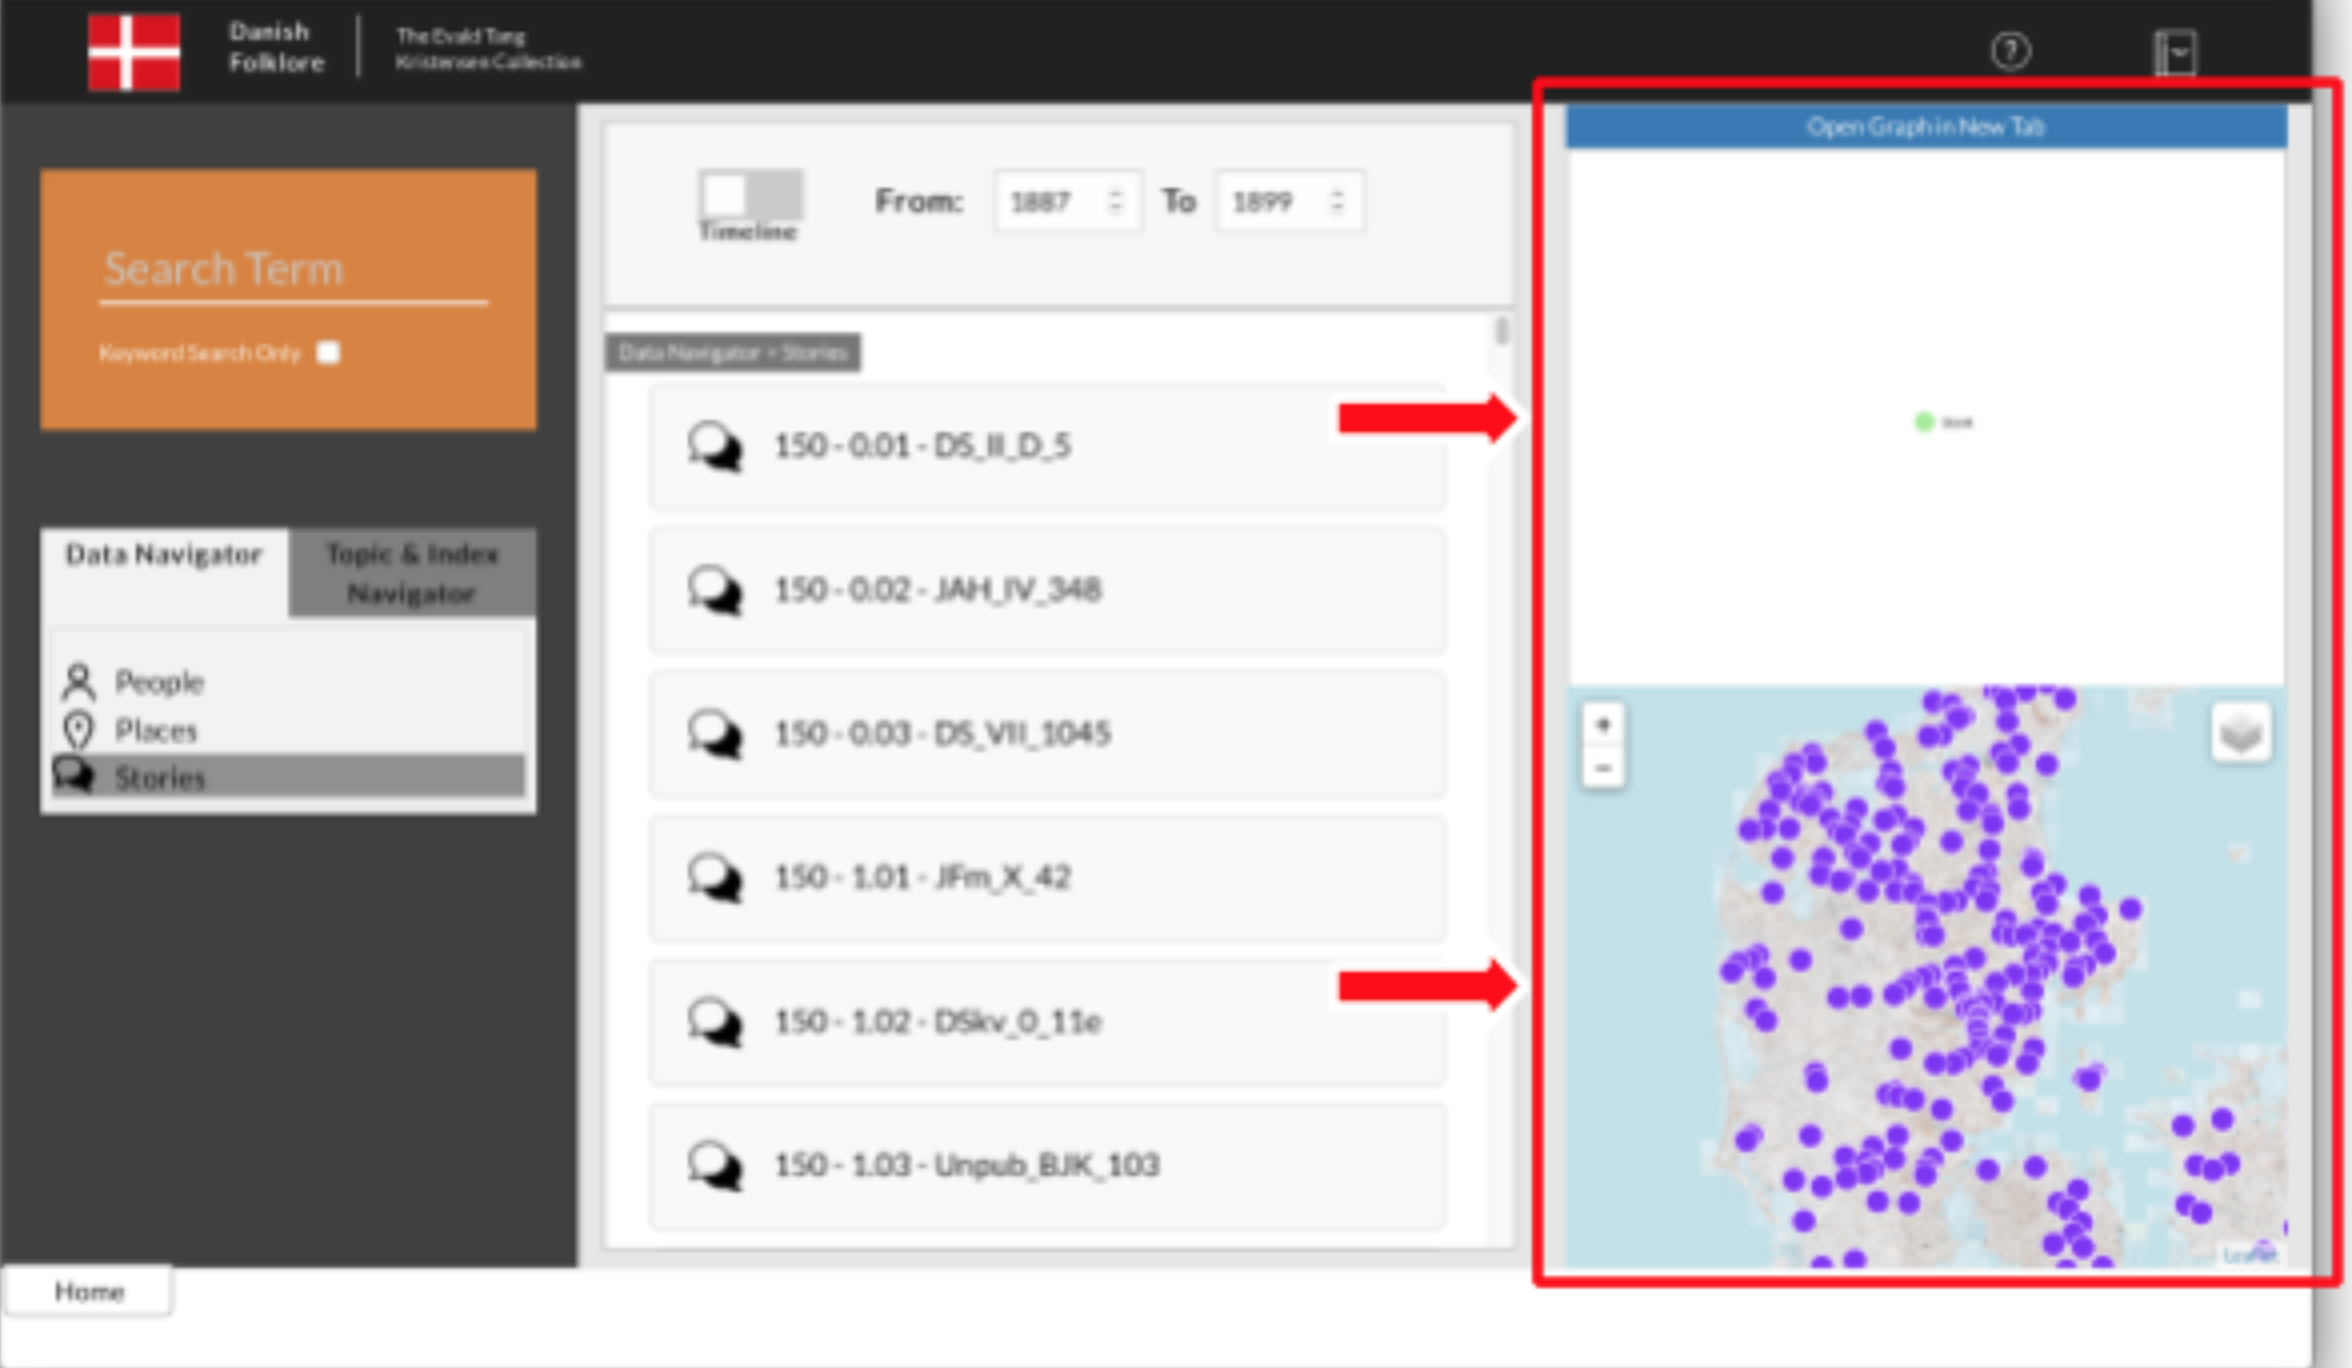 Danish
Folklore
The Evald Tang
Kristensen Collection
?
Open Graph in New Tab
Search Term
Keyword Search Only
Data Navigator
Topic & Index
Navigator
People
Places
Stories
Timeline
From:
1887
To
1899
Data Navigator > Stories
150 - 0.01 - DS_II_D_5
150 - 0.02 - JAH_IV_348
150 - 0.03 - DS_VII_1045
150 - 1.01 - JFm_X_42
150 - 1.02 - DSkv_0_11e
150 - 1.03 - Unpub_BJK_103
+
−
Leaflet
Home